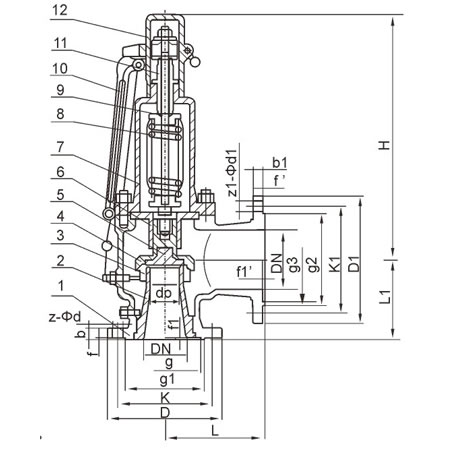 12
11
10
9
8
7
6
5
4
3
2
1
z-Φd
b
f
H
b1
f'
z1-Φd1
DN
g3
g2
K1
D1
f1'
L1
dp
f1
DN
g
g1
K
D
L